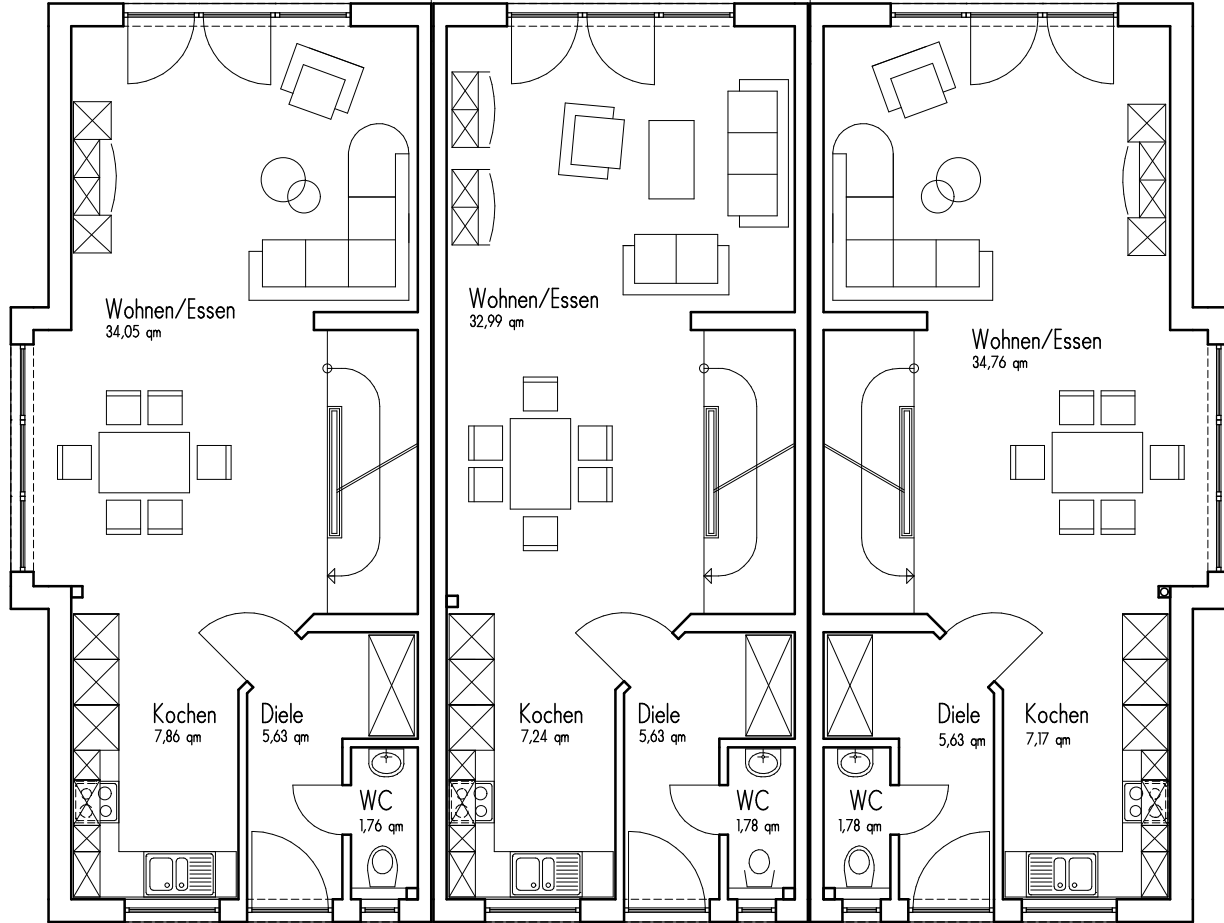 Wohnen/Essen
34,05 qm
Wohnen/Essen
32,99 qm
Wohnen/Essen
34,76 qm
Kochen
7,86 qm
Diele
5,63 qm
WC
1,76 qm
Kochen
7,24 qm
Diele
5,63 qm
WC
1,78 qm
WC
1,78 qm
Diele
5,63 qm
Kochen
7,17 qm